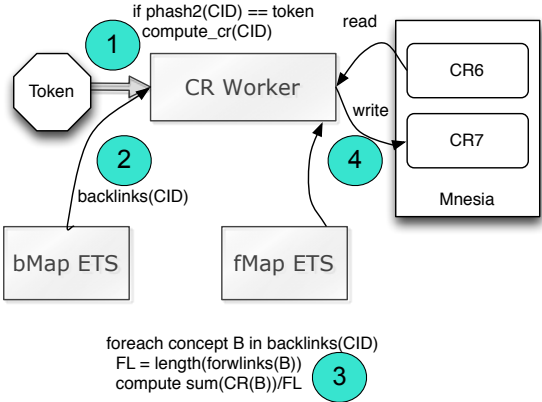 if phash2(CID) == token
compute_cr(CID)
1
Token
CR Worker
read
CR6
write
CR7
Mnesia
2
4
backlinks(CID)
bMap ETS
fMap ETS
foreach concept B in backlinks(CID)
FL = length(forwlinks(B))
compute sum(CR(B))/FL
3